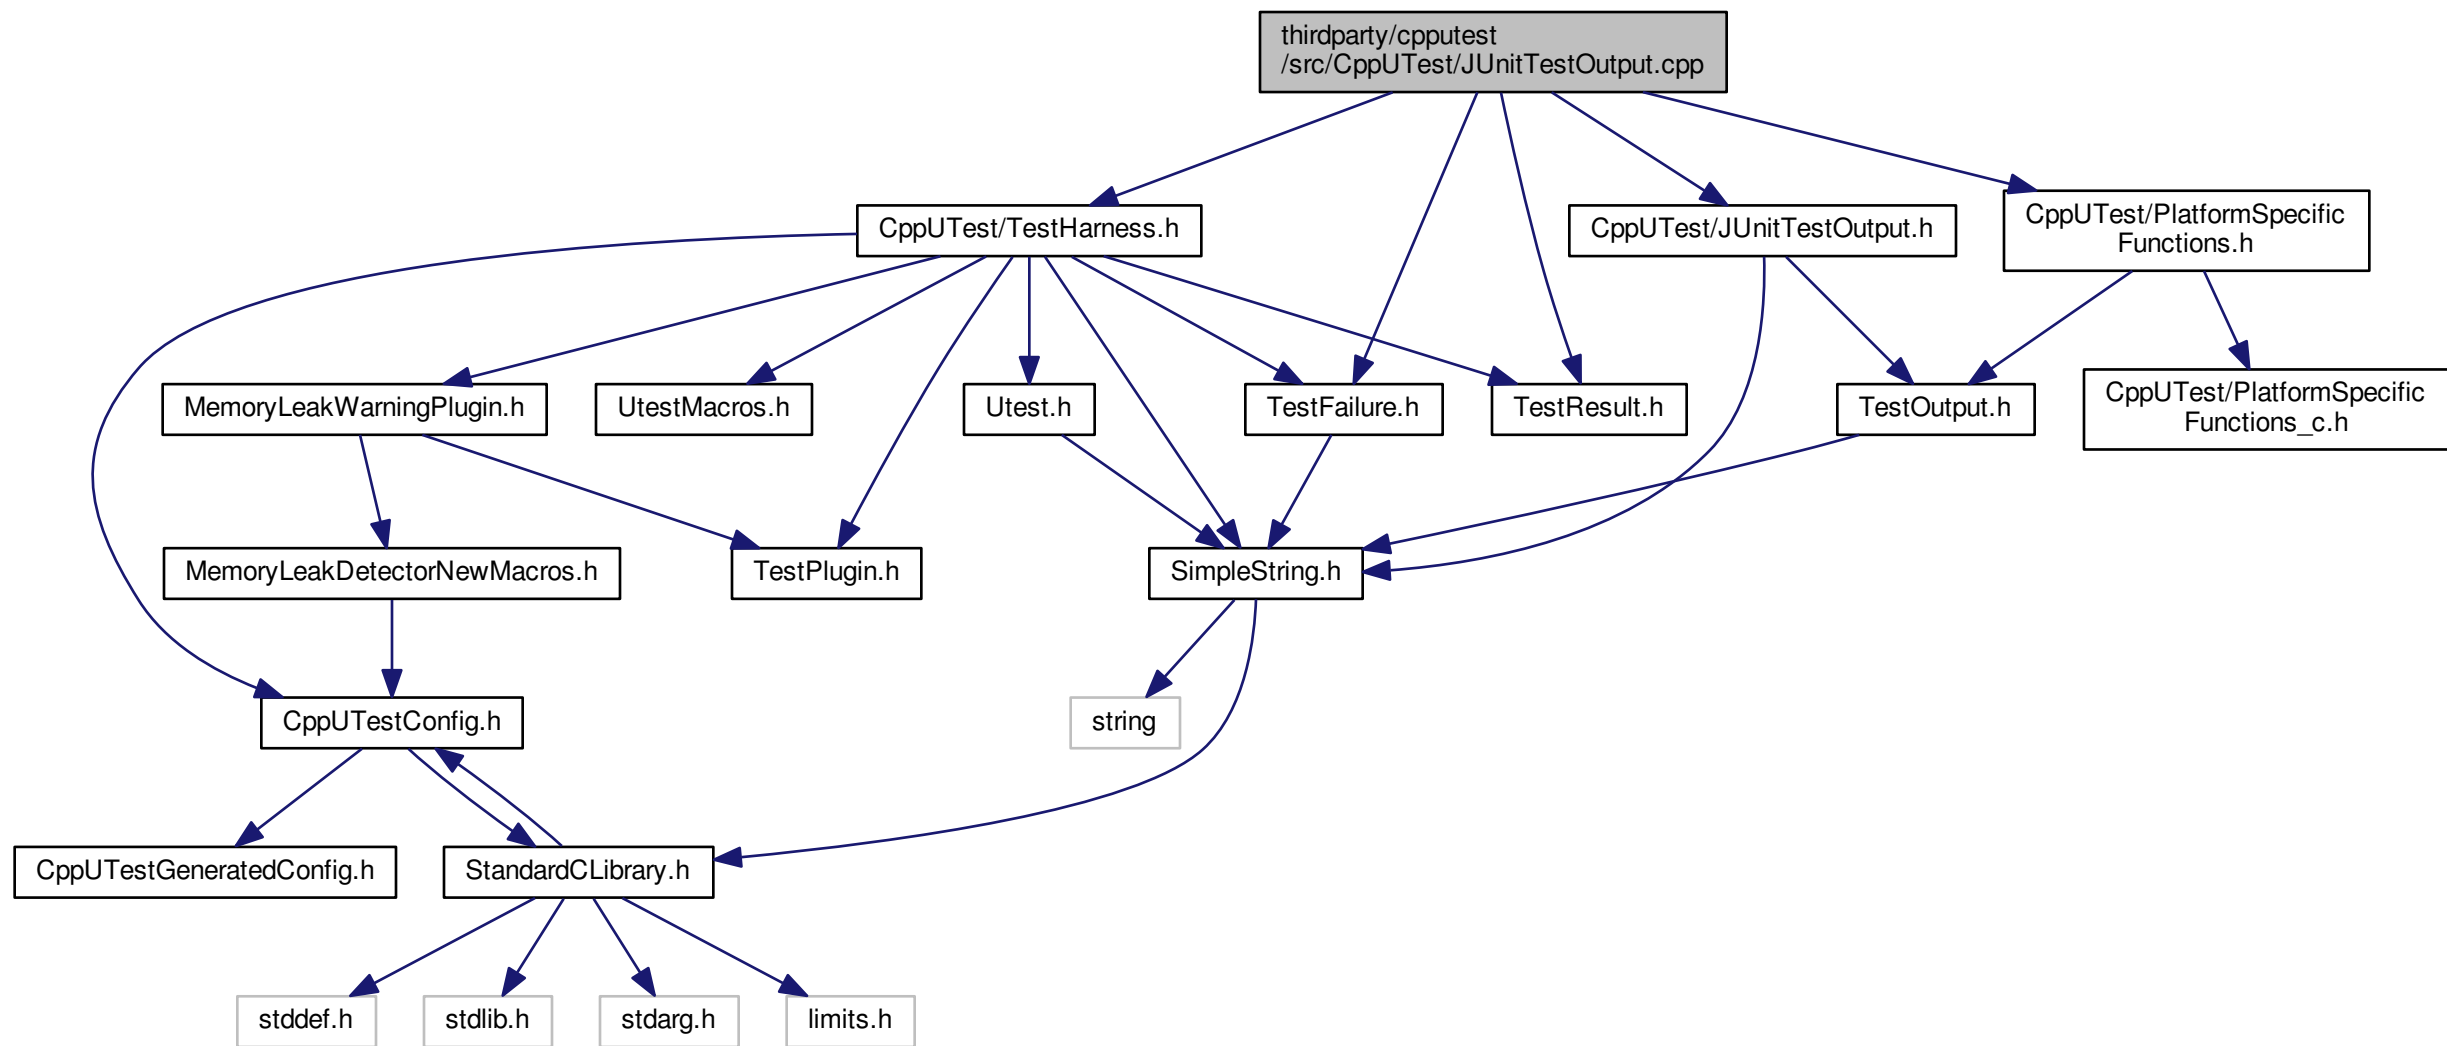 thirdparty/cpputest
/src/CppUTest/JUnitTestOutput.cpp
CppUTest/TestHarness.h
CppUTest/JUnitTestOutput.h
CppUTest/PlatformSpecific
Functions.h
MemoryLeakWarningPlugin.h
UtestMacros.h
Utest.h
TestFailure.h
TestResult.h
TestOutput.h
CppUTest/PlatformSpecific
Functions_c.h
MemoryLeakDetectorNewMacros.h
TestPlugin.h
SimpleString.h
CppUTestConfig.h
string
CppUTestGeneratedConfig.h
StandardCLibrary.h
stddef.h
stdlib.h
stdarg.h
limits.h